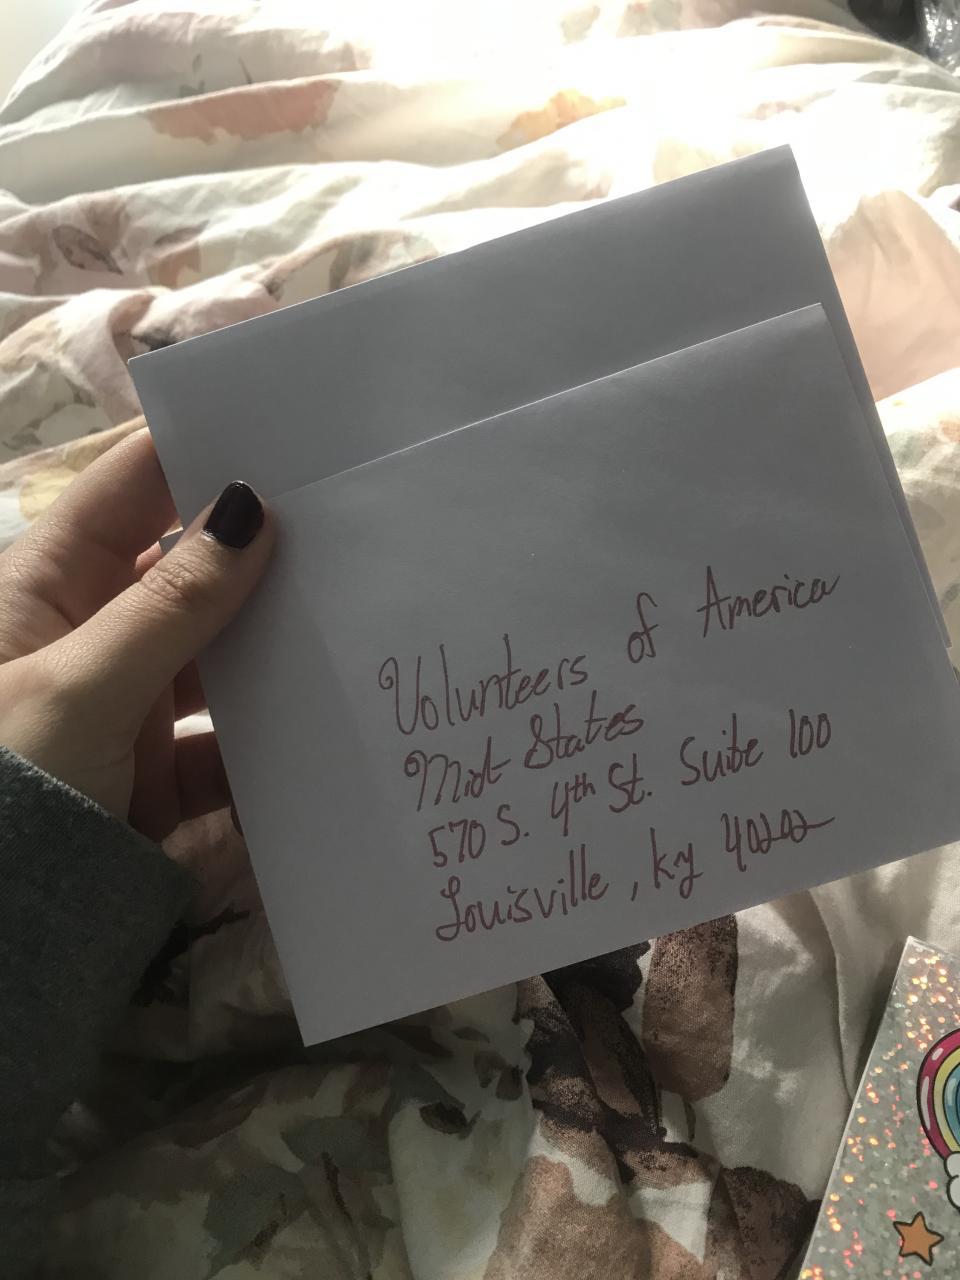 Volunteers of America
Mid-States
570 S. 4th St. Suite 100
Louisville, Ky 40202